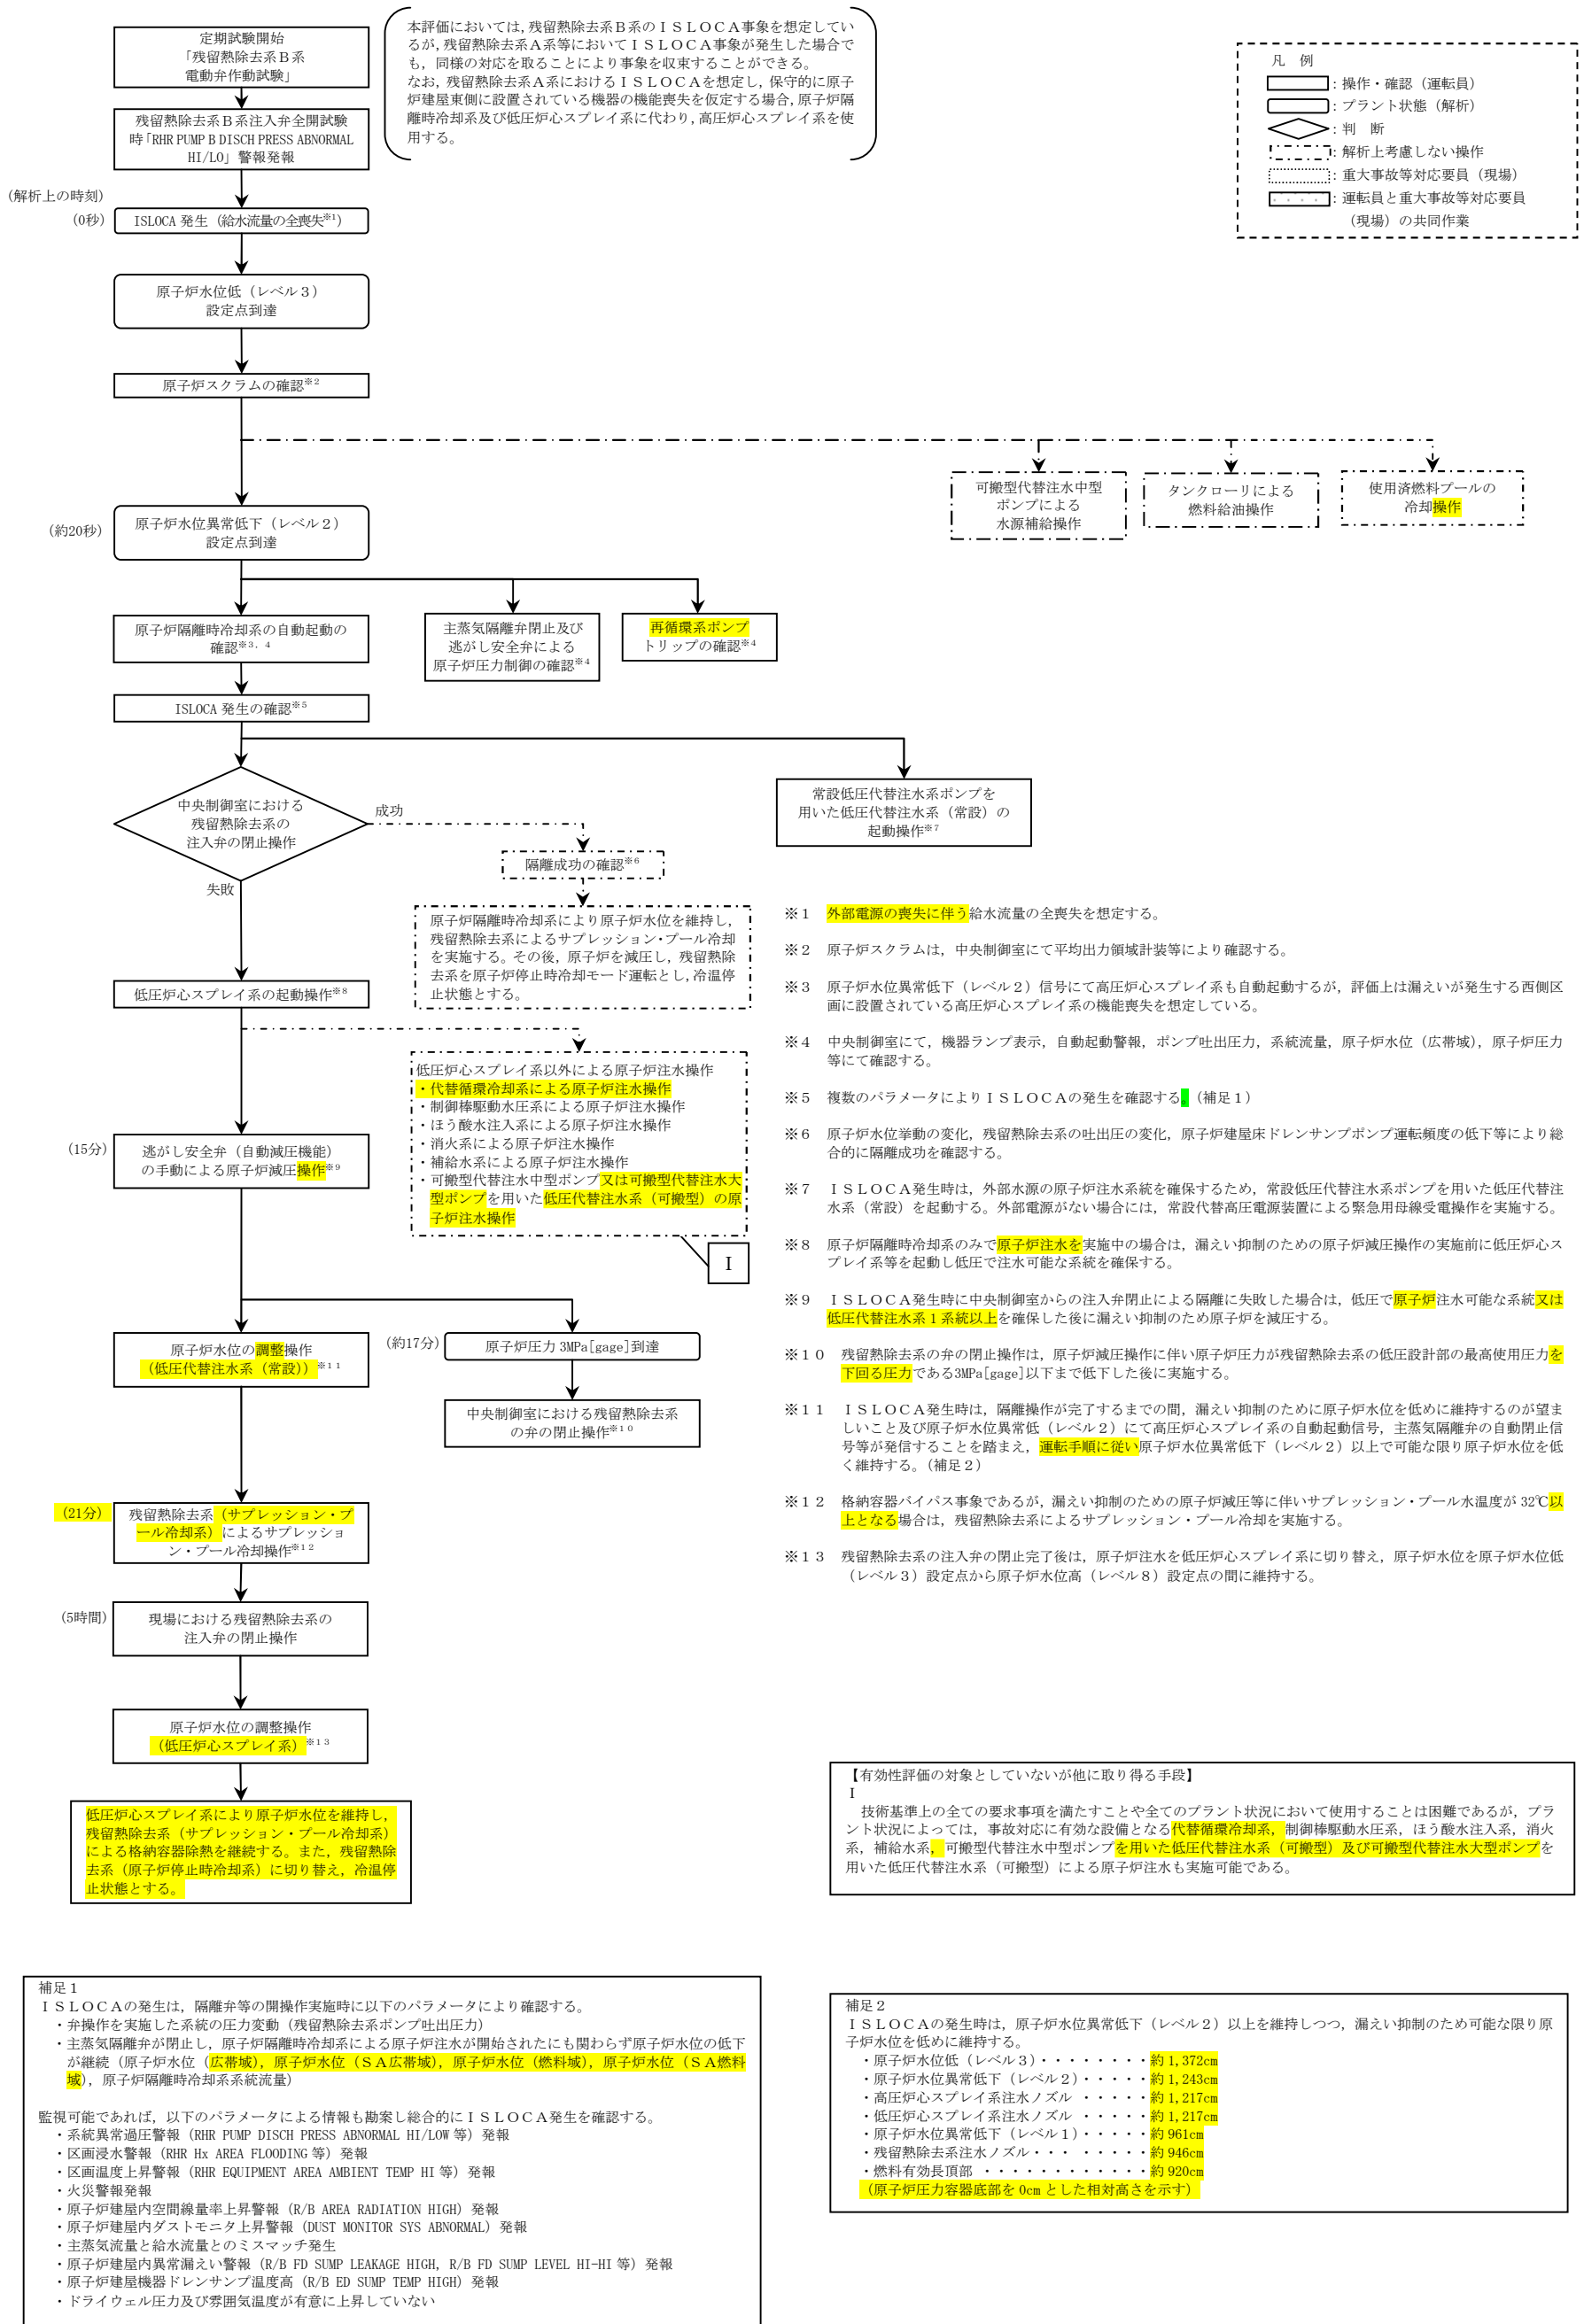 定期試験開始
「残留熱除去系Ｂ系
電動弁作動試験」
残留熱除去系Ｂ系注入弁全開試験
時「RHR PUMP B DISCH PRESS ABNORMAL
HI/LO」警報発報
本評価においては，残留熱除去系Ｂ系のＩＳＬＯＣＡ事象を想定してい
るが，残留熱除去系Ａ系等においてＩＳＬＯＣＡ事象が発生した場合で
も，同様の対応を取ることにより事象を収束することができる。
なお，残留熱除去系Ａ系におけるＩＳＬＯＣＡを想定し，保守的に原子
炉建屋東側に設置されている機器の機能喪失を仮定する場合，原子炉隔
離時冷却系及び低圧炉心スプレイ系に代わり，高圧炉心スプレイ系を使
用する。
凡　例
：操作・確認（運転員）
：プラント状態（解析）
：判　断
：解析上考慮しない操作
：重大事故等対応要員（現場）
：運転員と重大事故等対応要員
（現場）の共同作業
（解析上の時刻）
（0秒）
ISLOCA 発生（給水流量の全喪失※1）
原子炉水位低（レベル３）
設定点到達
原子炉スクラムの確認※2
可搬型代替注水中型
ポンプによる
水源補給操作
タンクローリによる
燃料給油操作
使用済燃料プールの
冷却操作
（約20秒）
原子炉水位異常低下（レベル２）
設定点到達
原子炉隔離時冷却系の自動起動の
確認※3，4
主蒸気隔離弁閉止及び
逃がし安全弁による
原子炉圧力制御の確認※4
再循環系ポンプ
トリップの確認※4
ISLOCA 発生の確認※5
中央制御室における
残留熱除去系の
注入弁の閉止操作
成功
失敗
常設低圧代替注水系ポンプを
用いた低圧代替注水系（常設）の
起動操作※7
隔離成功の確認※6
原子炉隔離時冷却系により原子炉水位を維持し，
残留熱除去系によるサプレッション・プール冷却
を実施する。その後，原子炉を減圧し，残留熱除
去系を原子炉停止時冷却モード運転とし，冷温停
止状態とする。
低圧炉心スプレイ系の起動操作※8
低圧炉心スプレイ系以外による原子炉注水操作
・代替循環冷却系による原子炉注水操作
・制御棒駆動水圧系による原子炉注水操作
・ほう酸水注入系による原子炉注水操作
・消火系による原子炉注水操作
・補給水系による原子炉注水操作
・可搬型代替注水中型ポンプ又は可搬型代替注水大
型ポンプを用いた低圧代替注水系（可搬型）の原
子炉注水操作
Ⅰ
（15分）
逃がし安全弁（自動減圧機能）
の手動による原子炉減圧操作※9
原子炉水位の調整操作
（低圧代替注水系（常設））※11
（約17分）
原子炉圧力 3MPa[gage]到達
中央制御室における残留熱除去系
の弁の閉止操作※10
（21分）
残留熱除去系（サプレッション・プ
ール冷却系）によるサプレッショ
ン・プール冷却操作※12
（5時間）
現場における残留熱除去系の
注入弁の閉止操作
原子炉水位の調整操作
（低圧炉心スプレイ系）※13
低圧炉心スプレイ系により原子炉水位を維持し，
残留熱除去系（サプレッション・プール冷却系）
による格納容器除熱を継続する。また，残留熱除
去系（原子炉停止時冷却系）に切り替え，冷温停
止状態とする。
※１　外部電源の喪失に伴う給水流量の全喪失を想定する。
※２　原子炉スクラムは，中央制御室にて平均出力領域計装等により確認する。
※３　原子炉水位異常低下（レベル２）信号にて高圧炉心スプレイ系も自動起動するが，評価上は漏えいが発生する西側区
画に設置されている高圧炉心スプレイ系の機能喪失を想定している。
※４　中央制御室にて，機器ランプ表示，自動起動警報，ポンプ吐出圧力，系統流量，原子炉水位（広帯域），原子炉圧力
等にて確認する。
※５　複数のパラメータによりＩＳＬＯＣＡの発生を確認する。（補足１）
※６　原子炉水位挙動の変化，残留熱除去系の吐出圧の変化，原子炉建屋床ドレンサンプポンプ運転頻度の低下等により総
合的に隔離成功を確認する。
※７　ＩＳＬＯＣＡ発生時は，外部水源の原子炉注水系統を確保するため，常設低圧代替注水系ポンプを用いた低圧代替注
水系（常設）を起動する。外部電源がない場合には，常設代替高圧電源装置による緊急用母線受電操作を実施する。
※８　原子炉隔離時冷却系のみで原子炉注水を実施中の場合は，漏えい抑制のための原子炉減圧操作の実施前に低圧炉心ス
プレイ系等を起動し低圧で注水可能な系統を確保する。
※９　ＩＳＬＯＣＡ発生時に中央制御室からの注入弁閉止による隔離に失敗した場合は，低圧で原子炉注水可能な系統又は
低圧代替注水系１系統以上を確保した後に漏えい抑制のため原子炉を減圧する。
※１０　残留熱除去系の弁の閉止操作は，原子炉減圧操作に伴い原子炉圧力が残留熱除去系の低圧設計部の最高使用圧力を
下回る圧力である3MPa[gage]以下まで低下した後に実施する。
※１１　ＩＳＬＯＣＡ発生時は，隔離操作が完了するまでの間，漏えい抑制のために原子炉水位を低めに維持するのが望ま
しいこと及び原子炉水位異常低（レベル２）にて高圧炉心スプレイ系の自動起動信号，主蒸気隔離弁の自動閉止信
号等が発信することを踏まえ，運転手順に従い原子炉水位異常低下（レベル２）以上で可能な限り原子炉水位を低
く維持する。（補足２）
※１２　格納容器バイパス事象であるが，漏えい抑制のための原子炉減圧等に伴いサプレッション・プール水温度が 32℃以
上となる場合は，残留熱除去系によるサプレッション・プール冷却を実施する。
※１３　残留熱除去系の注入弁の閉止完了後は，原子炉注水を低圧炉心スプレイ系に切り替え，原子炉水位を原子炉水位低
（レベル３）設定点から原子炉水位高（レベル８）設定点の間に維持する。
【有効性評価の対象としていないが他に取り得る手段】
Ⅰ
技術基準上の全ての要求事項を満たすことや全てのプラント状況において使用することは困難であるが，プラ
ント状況によっては，事故対応に有効な設備となる代替循環冷却系，制御棒駆動水圧系，ほう酸水注入系，消火
系，補給水系，可搬型代替注水中型ポンプを用いた低圧代替注水系（可搬型）及び可搬型代替注水大型ポンプを
用いた低圧代替注水系（可搬型）による原子炉注水も実施可能である。
補足１
ＩＳＬＯＣＡの発生は，隔離弁等の開操作実施時に以下のパラメータにより確認する。
・弁操作を実施した系統の圧力変動（残留熱除去系ポンプ吐出圧力）
・主蒸気隔離弁が閉止し，原子炉隔離時冷却系による原子炉注水が開始されたにも関わらず原子炉水位の低下
が継続（原子炉水位（広帯域），原子炉水位（ＳＡ広帯域），原子炉水位（燃料域），原子炉水位（ＳＡ燃料
域），原子炉隔離時冷却系系統流量）
監視可能であれば，以下のパラメータによる情報も勘案し総合的にＩＳＬＯＣＡ発生を確認する。
・系統異常過圧警報（RHR PUMP DISCH PRESS ABNORMAL HI/LOW 等）発報
・区画浸水警報（RHR Hx AREA FLOODING 等）発報
・区画温度上昇警報（RHR EQUIPMENT AREA AMBIENT TEMP HI 等）発報
・火災警報発報
・原子炉建屋内空間線量率上昇警報（R/B AREA RADIATION HIGH）発報
・原子炉建屋内ダストモニタ上昇警報（DUST MONITOR SYS ABNORMAL）発報
・主蒸気流量と給水流量とのミスマッチ発生
・原子炉建屋内異常漏えい警報（R/B FD SUMP LEAKAGE HIGH, R/B FD SUMP LEVEL HI-HI 等）発報
・原子炉建屋機器ドレンサンプ温度高（R/B ED SUMP TEMP HIGH）発報
・ドライウェル圧力及び雰囲気温度が有意に上昇していない
補足２
ＩＳＬＯＣＡの発生時は，原子炉水位異常低下（レベル２）以上を維持しつつ，漏えい抑制のため可能な限り原
子炉水位を低めに維持する。
・原子炉水位低（レベル３）・・・・・・・・約 1,372cm
・原子炉水位異常低下（レベル２）・・・・・約 1,243cm
・高圧炉心スプレイ系注水ノズル ・・・・・約 1,217cm
・低圧炉心スプレイ系注水ノズル ・・・・・約 1,217cm
・原子炉水位異常低下（レベル１）・・・・・約 961cm
・残留熱除去系注水ノズル・・・ ・・・・・約 946cm
・燃料有効長頂部 ・・・・・・・・・・・・約 920cm
（原子炉圧力容器底部を 0cm とした相対高さを示す）